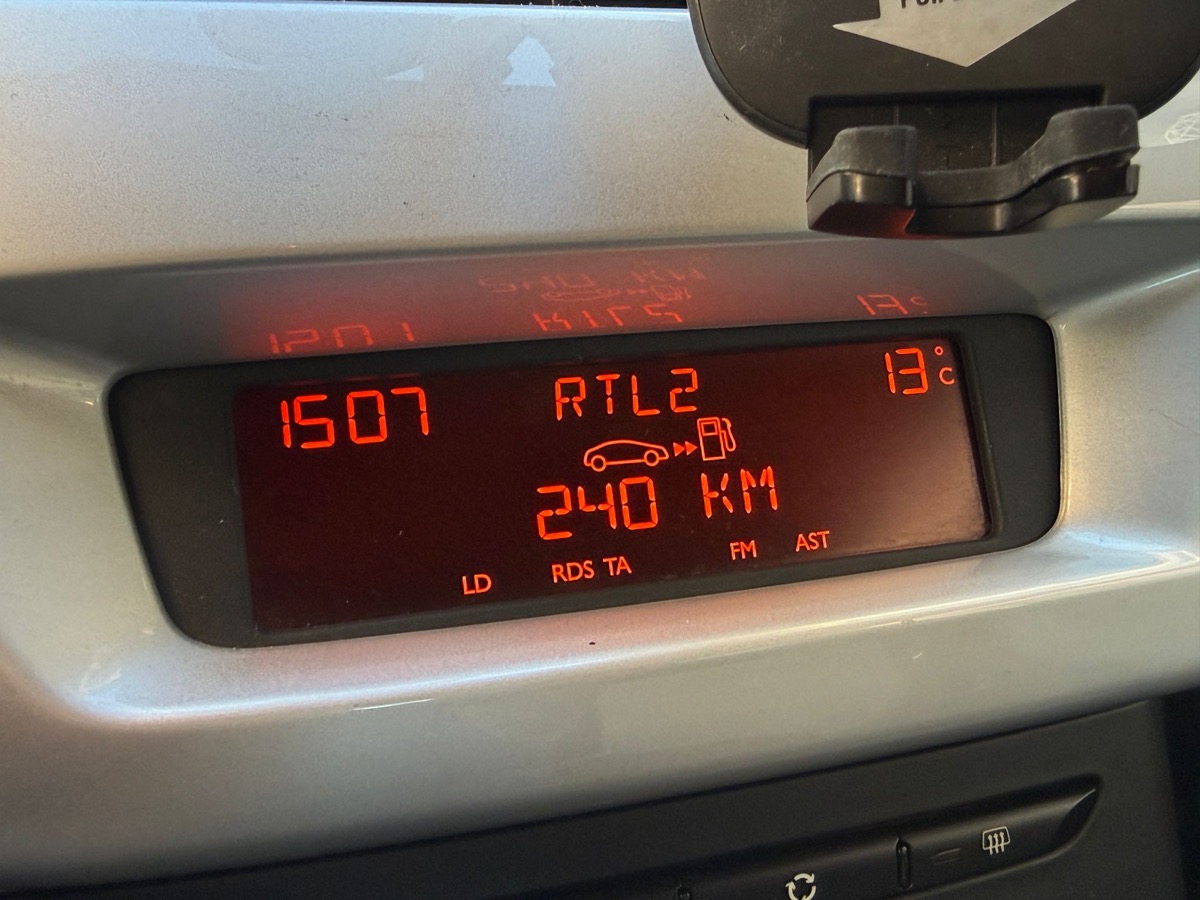 1507 RTL2 13°C
240 KM
LD RDS TA FM AST